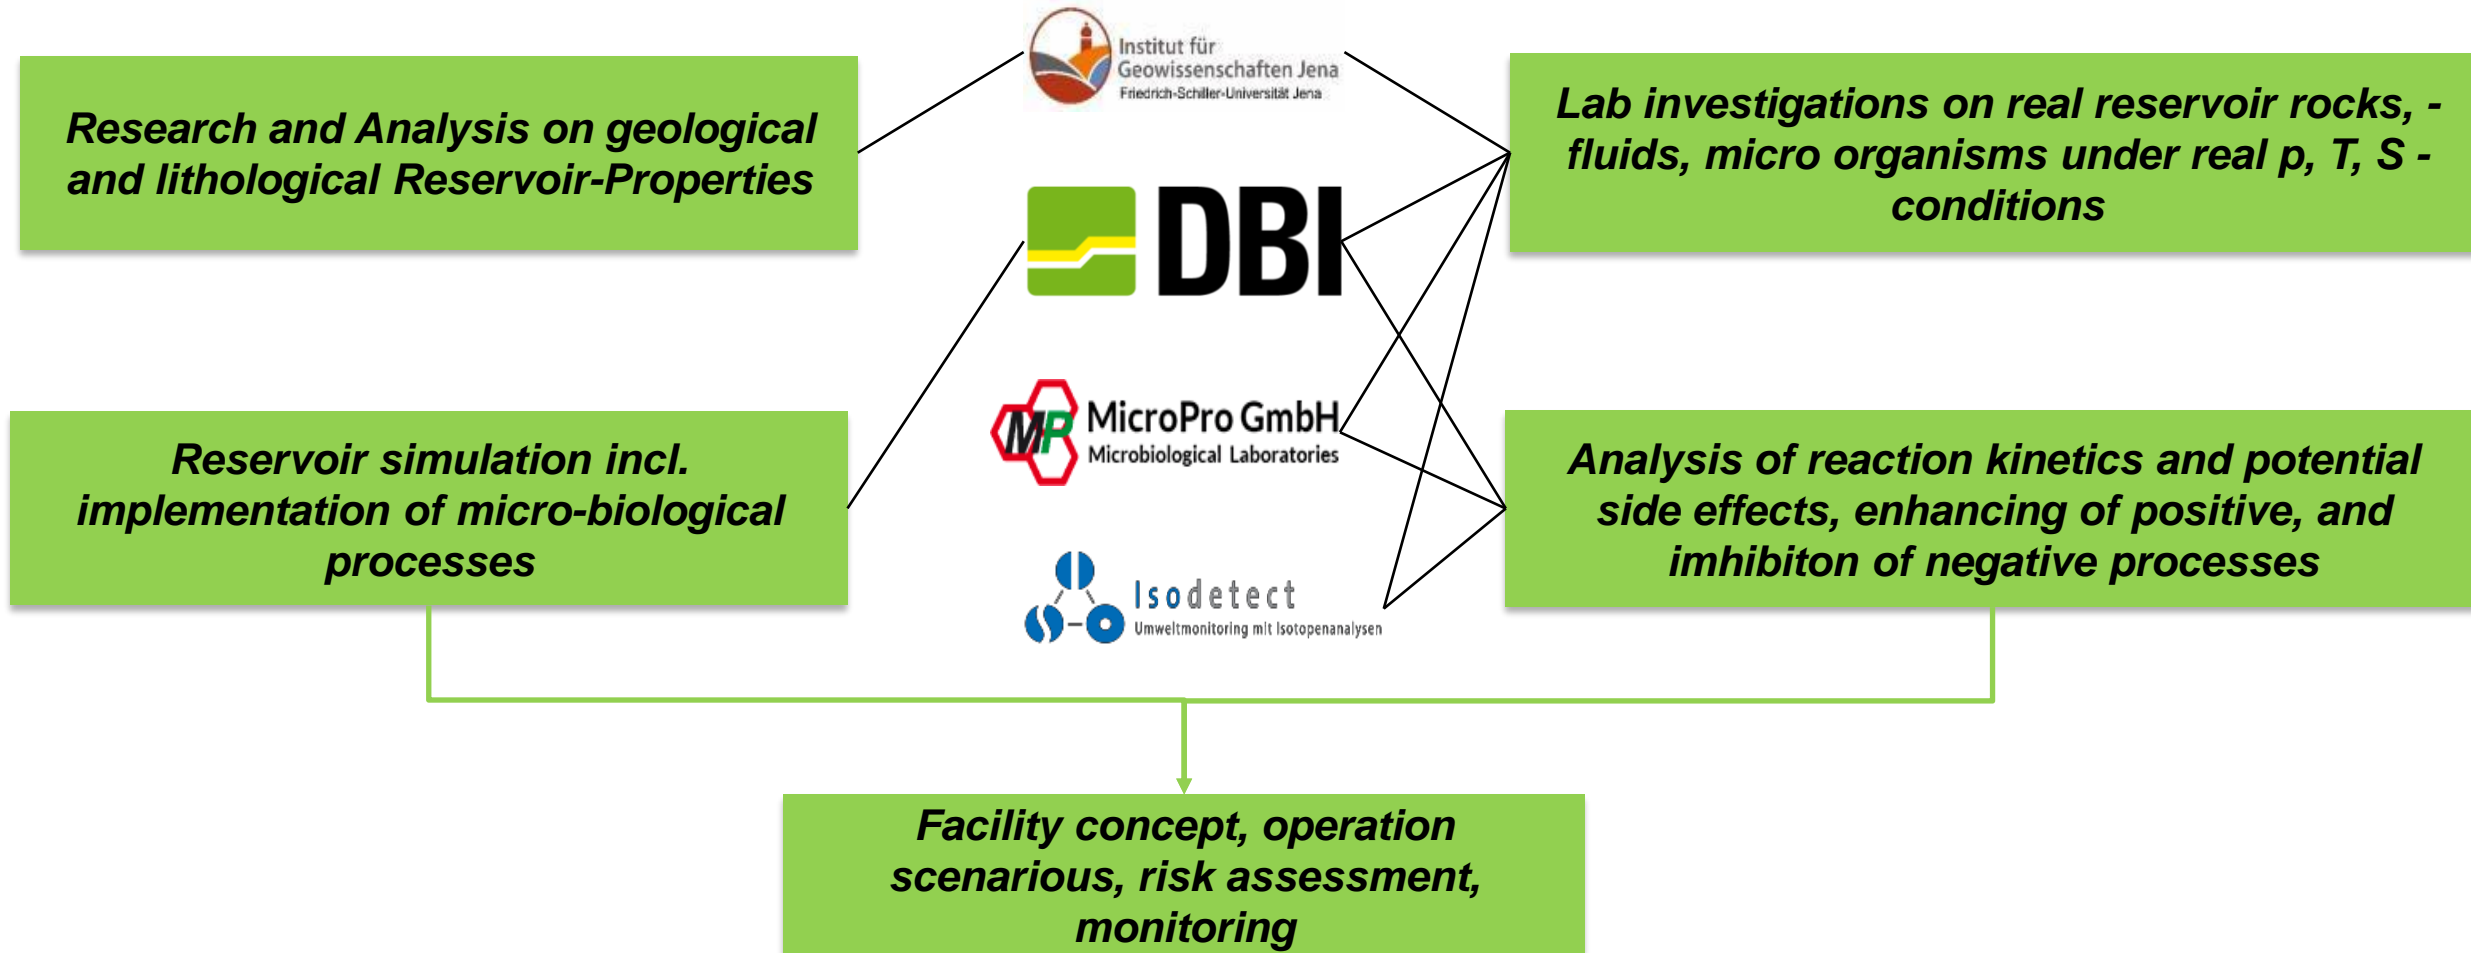 Institut für
Geowissenschaften Jena
Friedrich-Schiller-Universität Jena
Research and Analysis on geological
and lithological Reservoir-Properties
Lab investigations on real reservoir rocks, -
fluids, micro organisms under real p, T, S -
conditions
DBI
MP
MicroPro GmbH
Microbiological Laboratories
Reservoir simulation incl.
implementation of micro-biological
processes
Analysis of reaction kinetics and potential
side effects, enhancing of positive, and
imhibiton of negative processes
Isodetect
Umweltmonitoring mit Isotopenanalysen
Facility concept, operation
scenarious, risk assessment,
monitoring